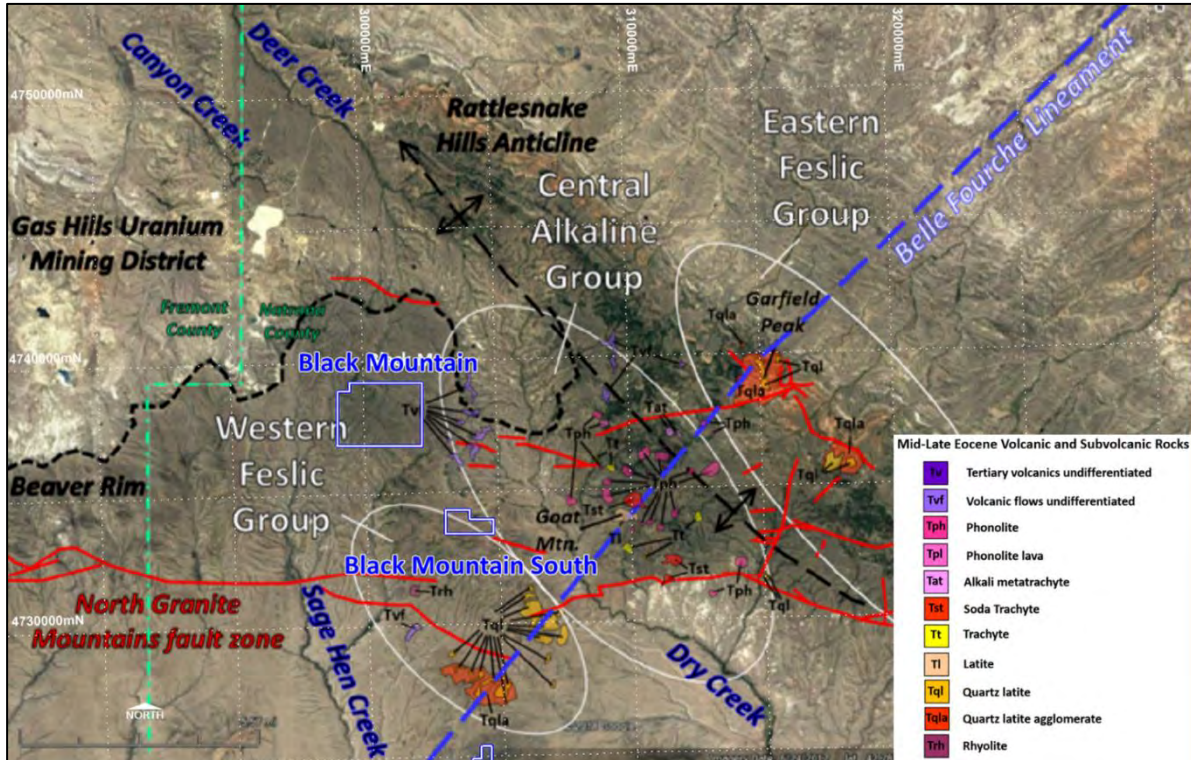 Canyon Creek
Deer Creek
300000mE
310000mE
320000mE
4750000mN
Rattlesnake
Hills Anticline
Eastern
Feslic
Group
Belle Fourche Lineament
Central
Alkaline
Group
Gas Hills Uranium
Mining District
Fremont
County
Natrona
County
Garfield
Peak
Tqla
4740000mN
Black Mountain
Tql
Tqla
Tv
Tat
Tph
Tqla
Tph
Tt
Western
Feslic
Group
Tql
Tph
Beaver Rim
Tst
Goat
Mtn.
Tl
Tt
Black Mountain South
Tst
Tph
Tql
Trh
North Granite
Mountains fault zone
Tvf
Tql
4730000mN
Sage Hen Creek
Dry Creek
Tqla
NORTH
Mid-Late Eocene Volcanic and Subvolcanic Rocks
Tv Tertiary volcanics undifferentiated
Tvf Volcanic flows undifferentiated
Tph Phonolite
Tpl Phonolite lava
Tat Alkali metatrachyte
Tst Soda Trachyte
Tt Trachyte
Tl Latite
Tql Quartz latite
Tqla Quartz latite agglomerate
Trh Rhyolite